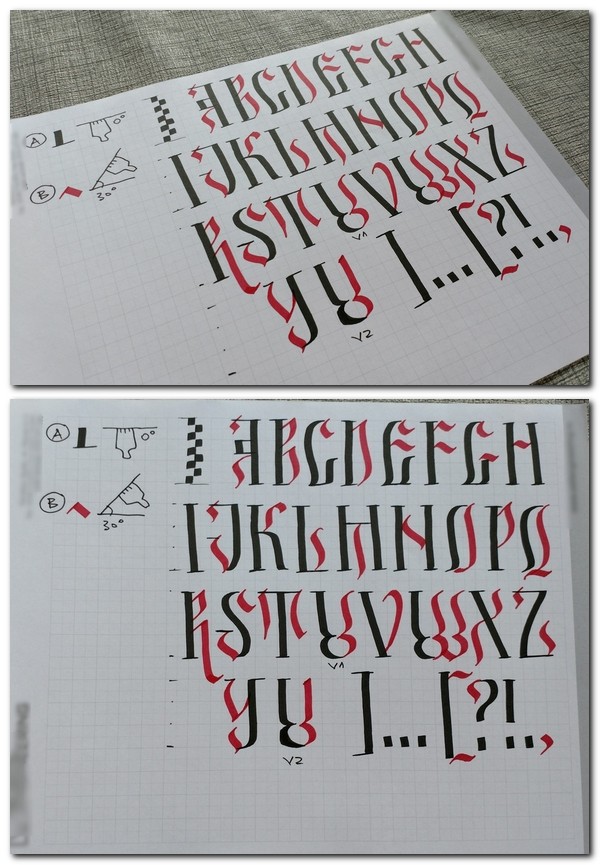 A 0°
ABCDEFGH
B 30°
IJKLMNOPQ
RSTUVWXZ
V1
YU ]...[?!.,
V2
A 0°
ABCDEFGH
B 30°
IJKLMNOPQ
RSTUVWXZ
V1
YU ]...[?!.,
V2